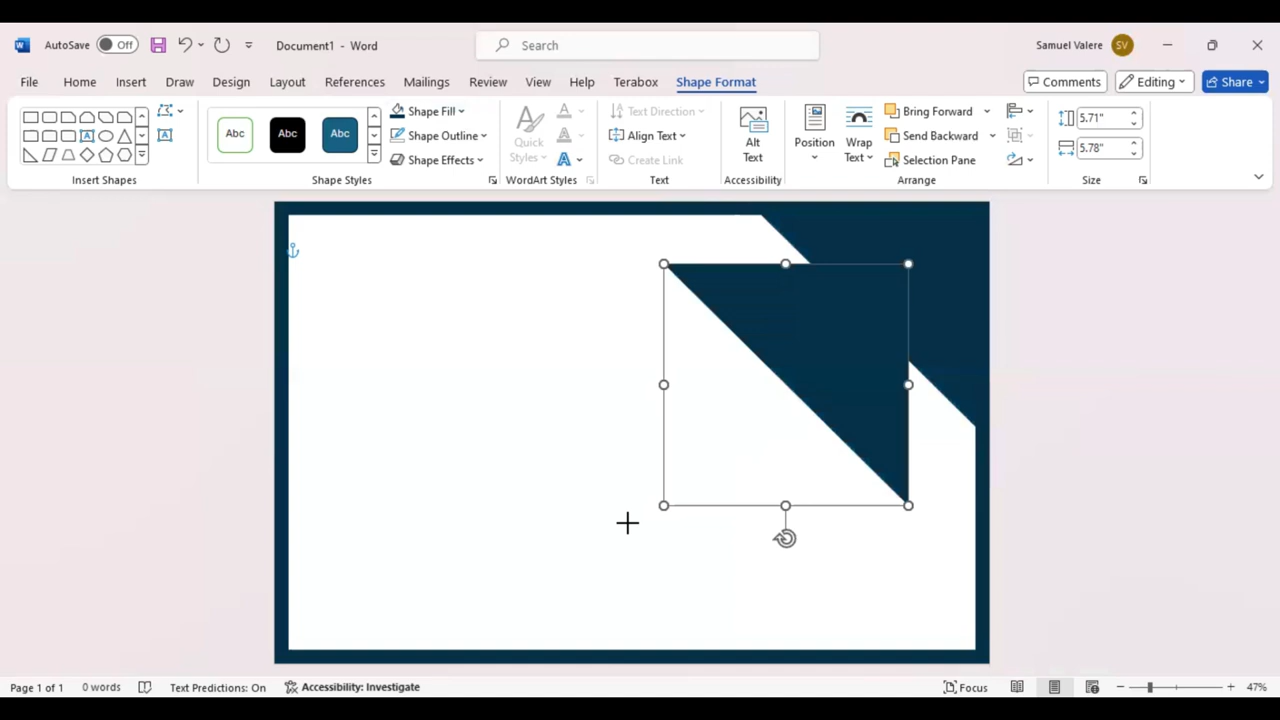 AutoSave Off Document1 - Word Search Samuel Valere SV
File Home Insert Draw Design Layout References Mailings Review View Help Terabox Shape Format Comments Editing Share
Abc Abc Abc Shape Fill Text Direction Bring Forward 5.71"
Shape Outline Align Text Send Backward
Shape Effects Create Link Selection Pane 5.78"
Quick Styles Alt Text Position Wrap Text
Insert Shapes Shape Styles WordArt Styles Text Accessibility Arrange Size
Page 1 of 1 0 words Text Predictions: On Accessibility: Investigate Focus 47%